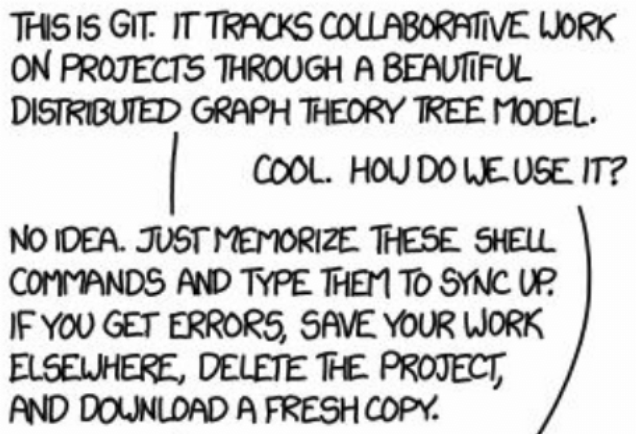 THIS IS GIT. IT TRACKS COLLABORATIVE WORK
ON PROJECTS THROUGH A BEAUTIFUL
DISTRIBUTED GRAPH THEORY TREE MODEL.
COOL. HOW DO WE USE IT?
NO IDEA. JUST MEMORIZE THESE SHELL
COMMANDS AND TYPE THEM TO SYNC UP.
IF YOU GET ERRORS, SAVE YOUR WORK
ELSEWHERE, DELETE THE PROJECT,
AND DOWNLOAD A FRESH COPY.